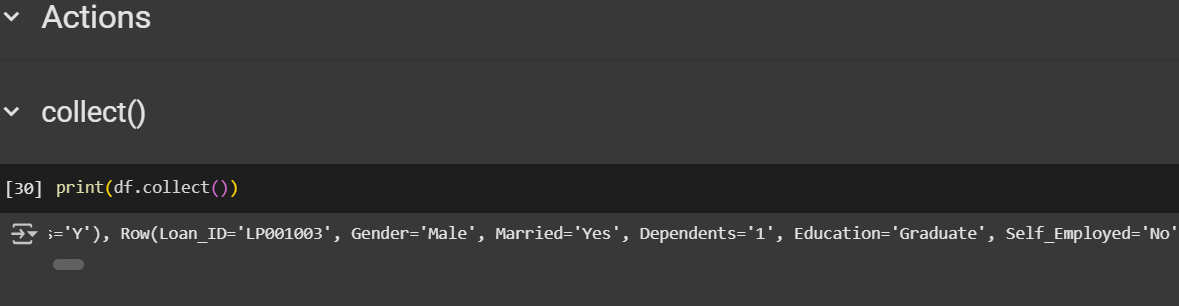 Actions
collect()
[30] print(df.collect())
s='Y'), Row(Loan_ID='LP001003', Gender='Male', Married='Yes', Dependents='1', Education='Graduate', Self_Employed='No'